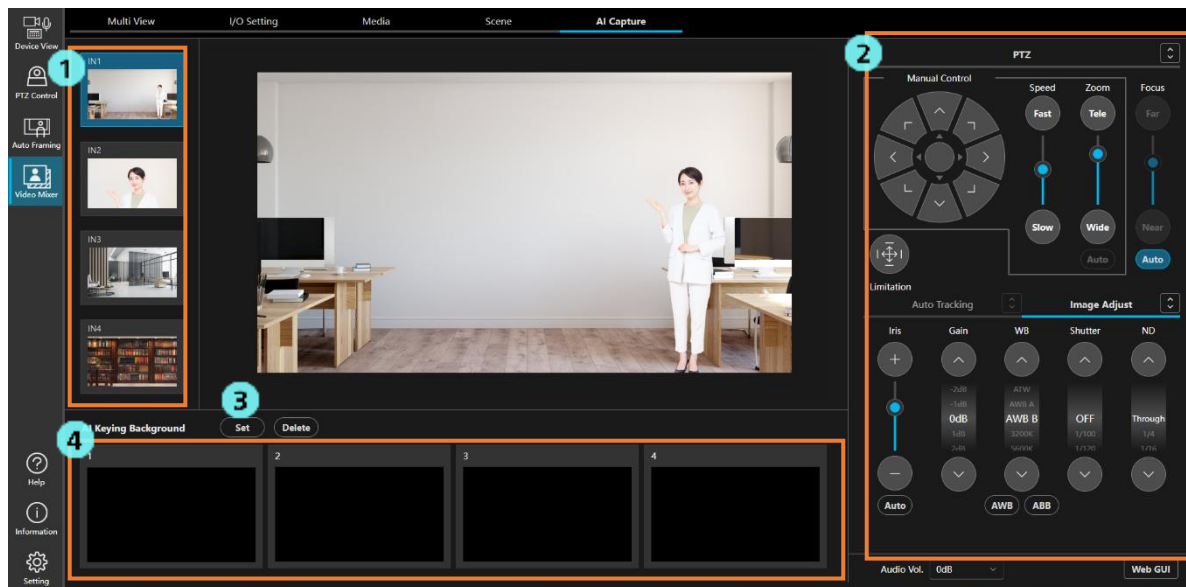 Multi View
I/O Setting
Media
Scene
AI Capture
Device View
PTZ Control
Auto Framing
Video Mixer
Help
Information
Setting
1
IN1
IN2
IN3
IN4
2
PTZ
Manual Control
Speed
Zoom
Focus
Fast
Tele
Far
Slow
Wide
Near
Auto
Auto
Limitation
Auto Tracking
Image Adjust
Iris
Gain
WB
Shutter
ND
-2dB
ATW
-1dB
AWB A
0dB
AWB B
OFF
Through
1dB
3200K
1/100
1/4
2dB
5600K
1/120
1/16
Auto
AWB
ABB
3
Keying Background
Set
Delete
4
1
2
3
4
Audio Vol.
0dB
Web GUI